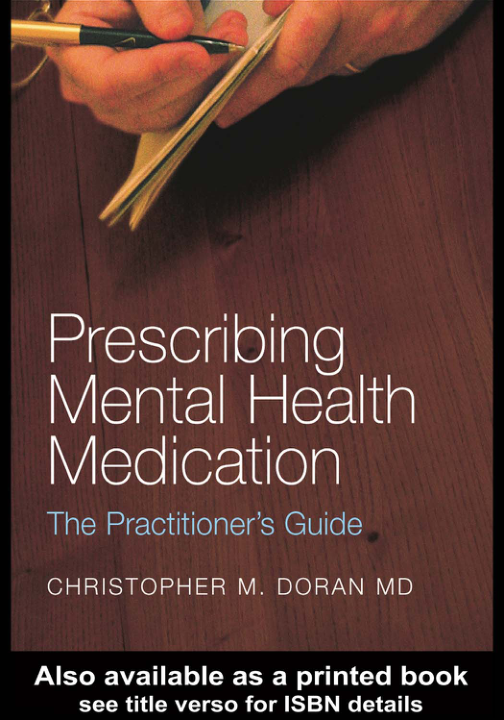 Prescribing
Mental Health
Medication
The Practitioner's Guide
CHRISTOPHER M. DORAN MD
Also available as a printed book
see title verso for ISBN details